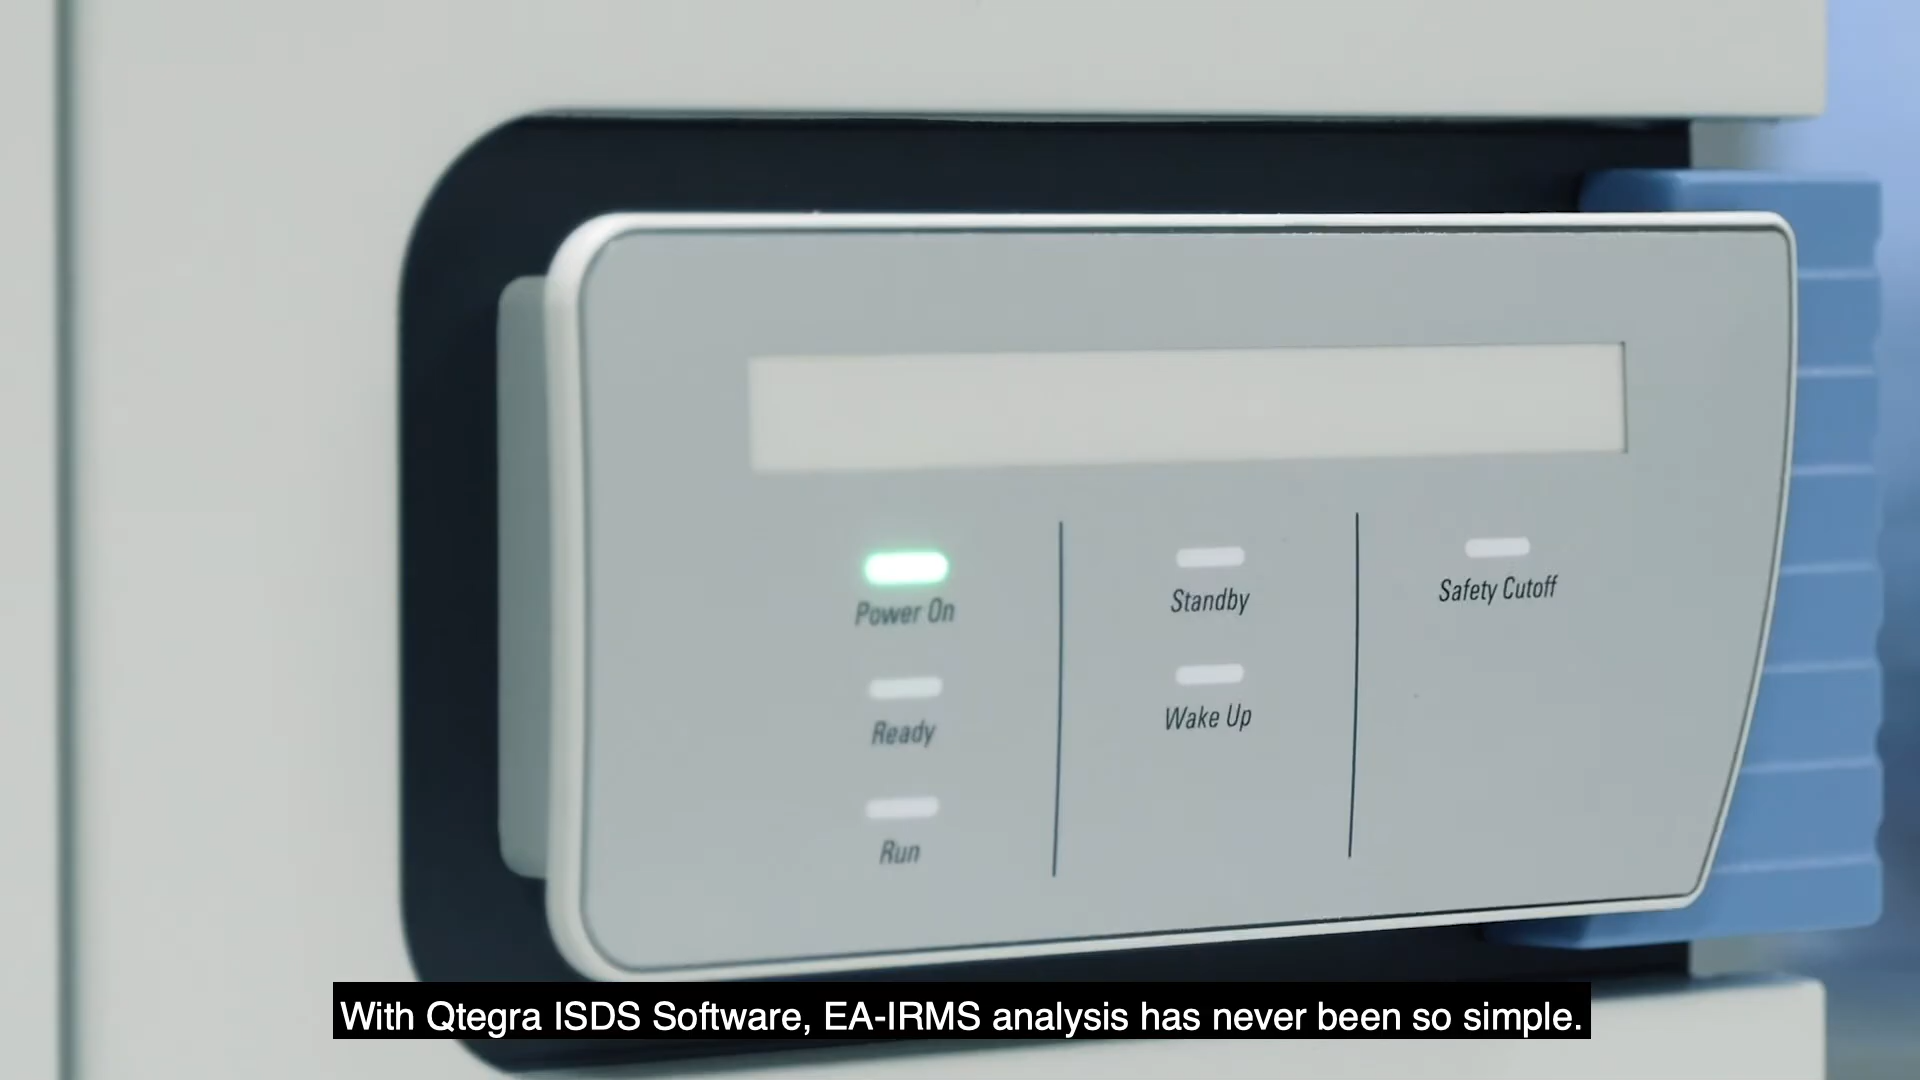 Power On
Ready
Run
Standby
Wake Up
Safety Cutoff
With Qtegra ISDS Software, EA-IRMS analysis has never been so simple.